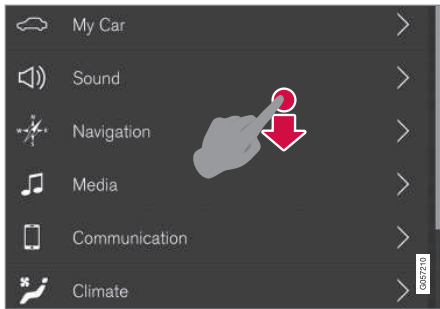 My Car
Sound
Navigation
Media
Communication
Climate
G057210